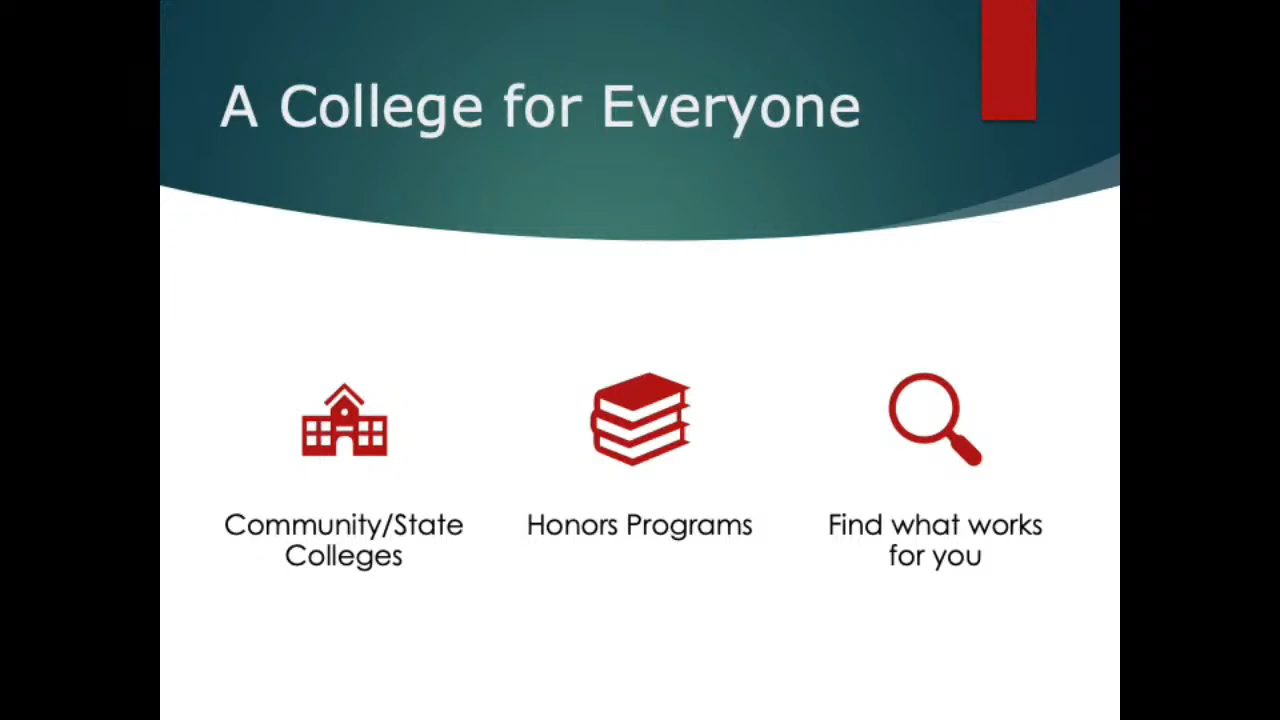 A College for Everyone
Community/State
Colleges
Honors Programs
Find what works
for you